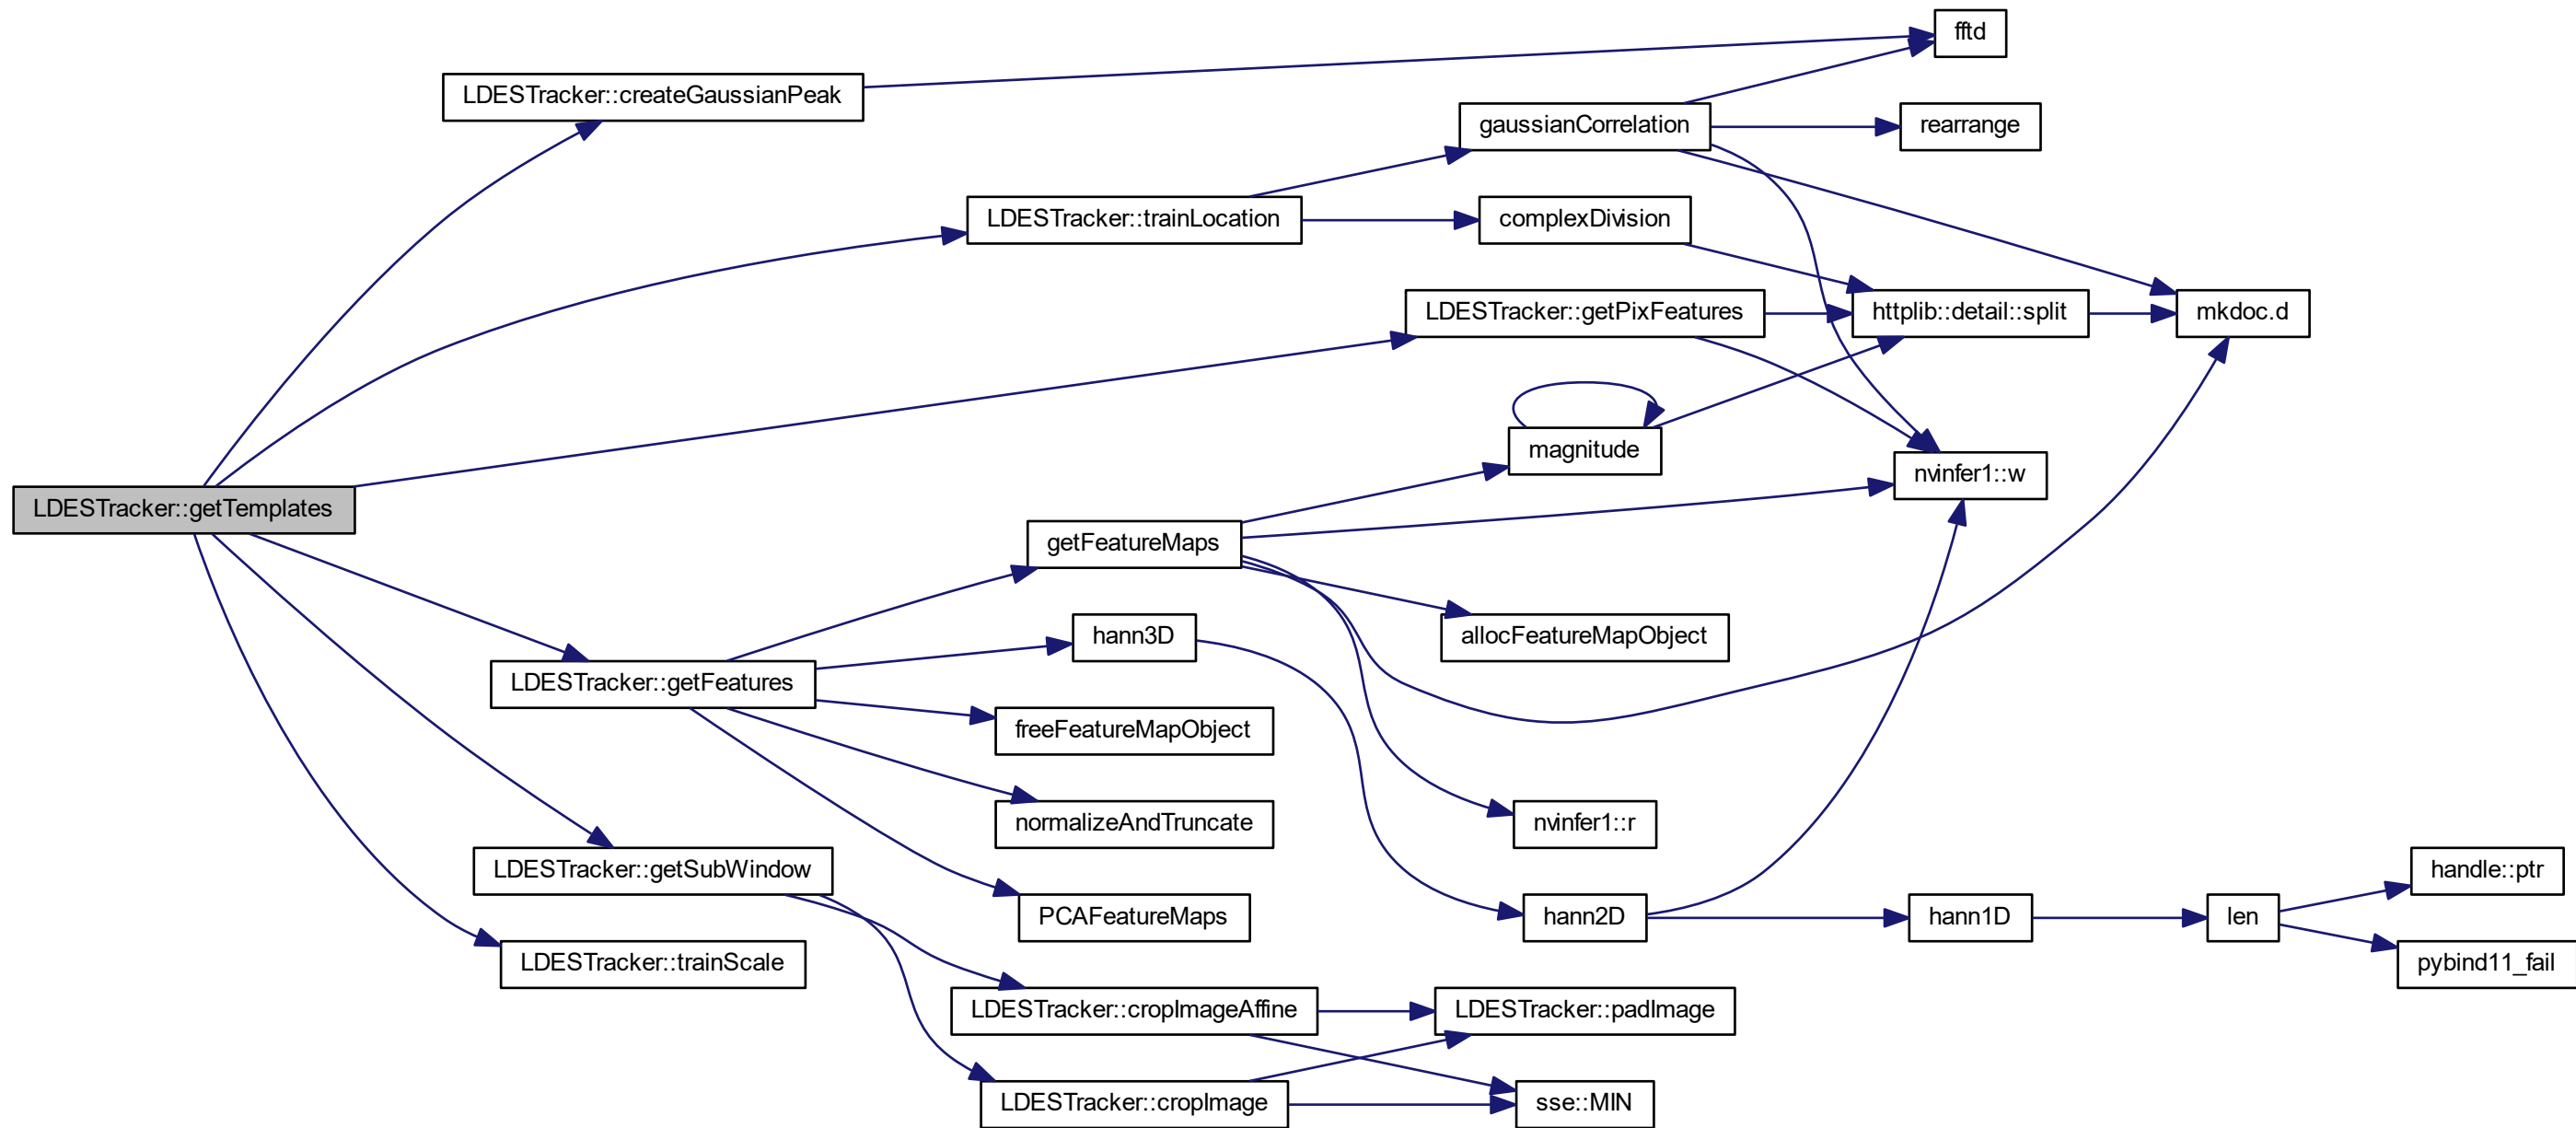 fftd
LDESTracker::createGaussianPeak
gaussianCorrelation
rearrange
LDESTracker::trainLocation
complexDivision
LDESTracker::getPixFeatures
httplib::detail::split
mkdoc.d
magnitude
nvinfer1::w
LDESTracker::getTemplates
getFeatureMaps
hann3D
allocFeatureMapObject
LDESTracker::getFeatures
freeFeatureMapObject
normalizeAndTruncate
nvinfer1::r
LDESTracker::getSubWindow
handle::ptr
PCAFeatureMaps
hann2D
hann1D
len
LDESTracker::trainScale
pybind11_fail
LDESTracker::cropImageAffine
LDESTracker::padImage
LDESTracker::cropImage
sse::MIN